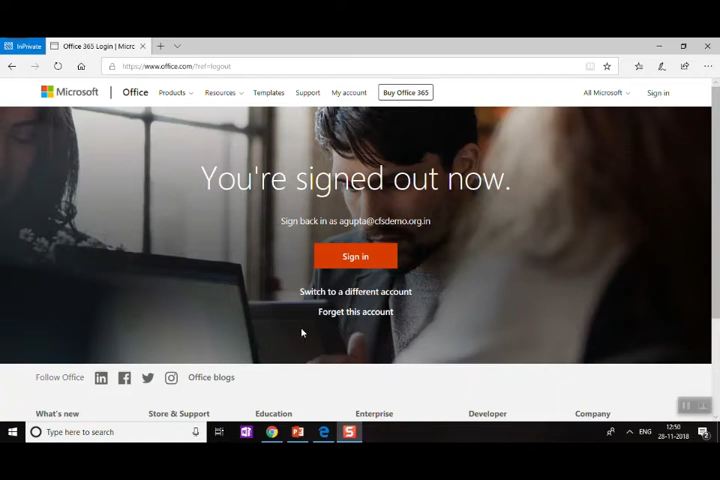 InPrivate
Office 365 Login | Micrc
https://www.office.com/?ref=logout
Microsoft
Office
Products
Resources
Templates
Support
My account
Buy Office 365
All Microsoft
Sign in
You're signed out now.
Sign back in as agupta@cfsdemo.org.in
Sign in
Switch to a different account
Forget this account
Follow Office
Office blogs
What's new
Store & Support
Education
Enterprise
Developer
Company
Type here to search
ENG
12:50
28-11-2018